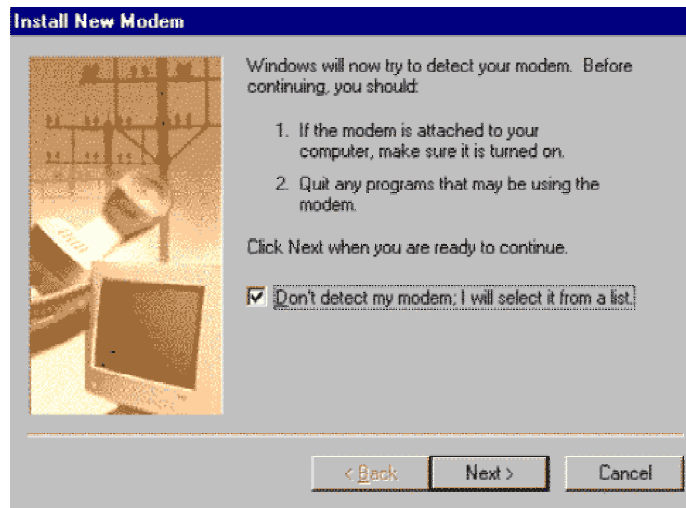 Install New Modem
Windows will now try to detect your modem. Before
continuing, you should:
1. If the modem is attached to your
computer, make sure it is turned on.
2. Quit any programs that may be using the
modem.
Click Next when you are ready to continue.
Don't detect my modem; I will select it from a list.
< Back
Next >
Cancel